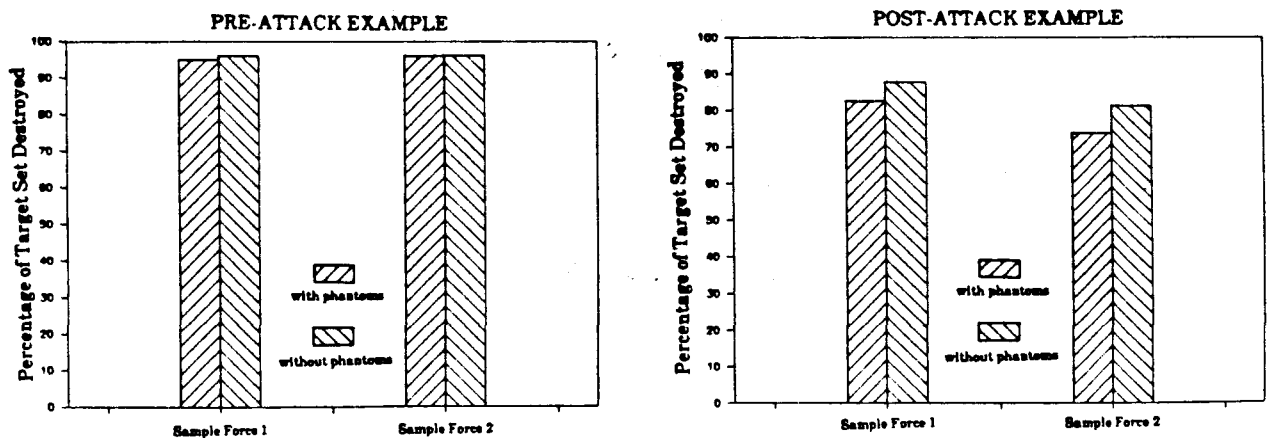 PRE-ATTACK EXAMPLE
Percentage of Target Set Destroyed
100
90
80
70
60
50
40
30
20
10
0
with phantoms
without phantoms
Sample Force 1
Sample Force 2
POST-ATTACK EXAMPLE
Percentage of Target Set Destroyed
100
90
80
70
60
50
40
30
20
10
0
with phantoms
without phantoms
Sample Force 1
Sample Force 2